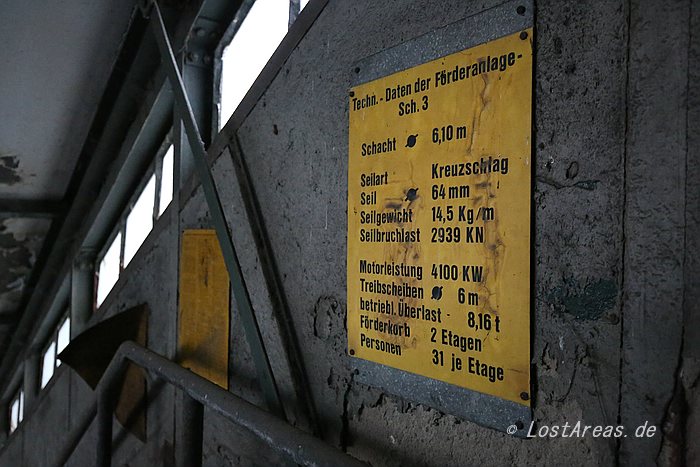 Techn.-Daten der Förderanlage-
Sch. 3
Schacht ø 6,10 m
Seilart Kreuzschlag
Seil ø 64 mm
Seilgewicht 14,5 Kg/m
Seilbruchlast 2939 KN
Motorleistung 4100 KW
Treibscheiben ø 6 m
betriebl. Überlast - 8,16 t
Förderkorb 2 Etagen
Personen 31 je Etage
© LostAreas.de